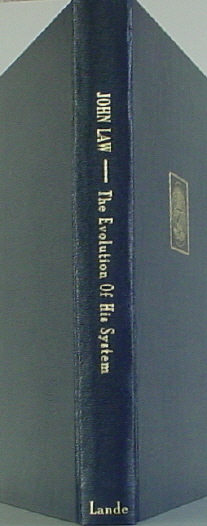 JOHN LAW — The Evolution Of His System
Lande